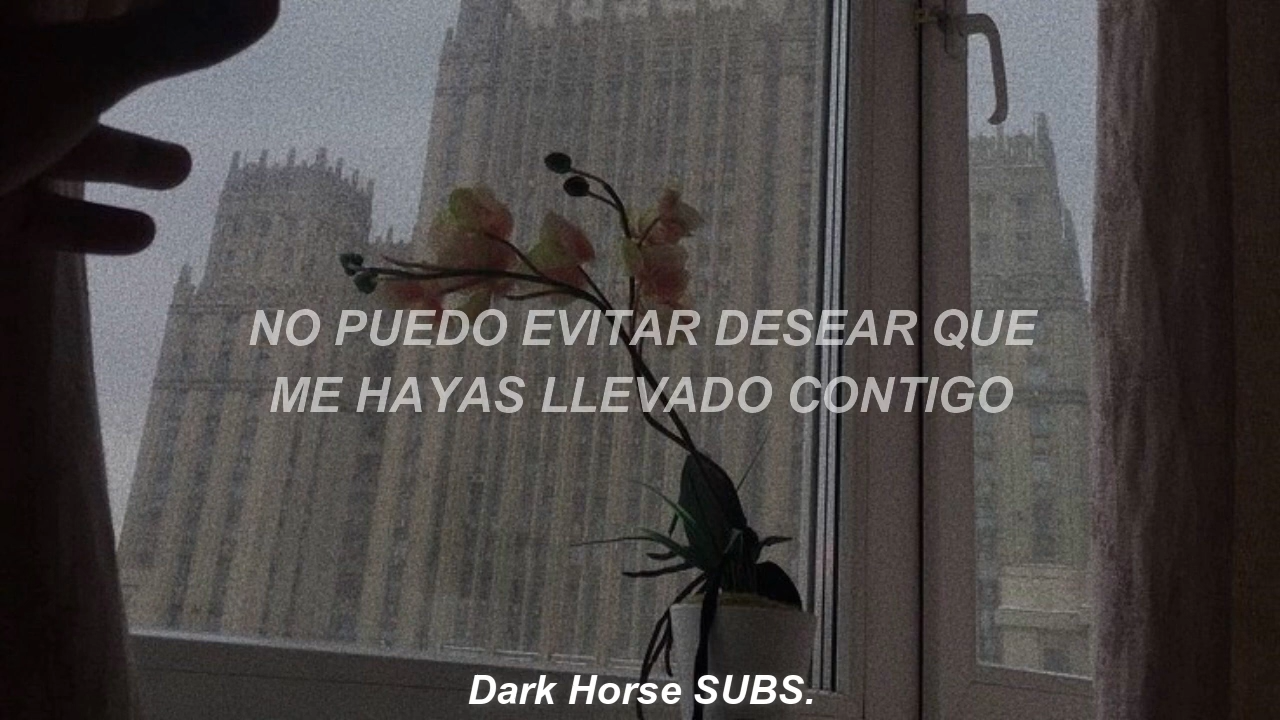 NO PUEDO EVITAR DESEAR QUE
ME HAYAS LLEVADO CONTIGO
Dark Horse SUBS.